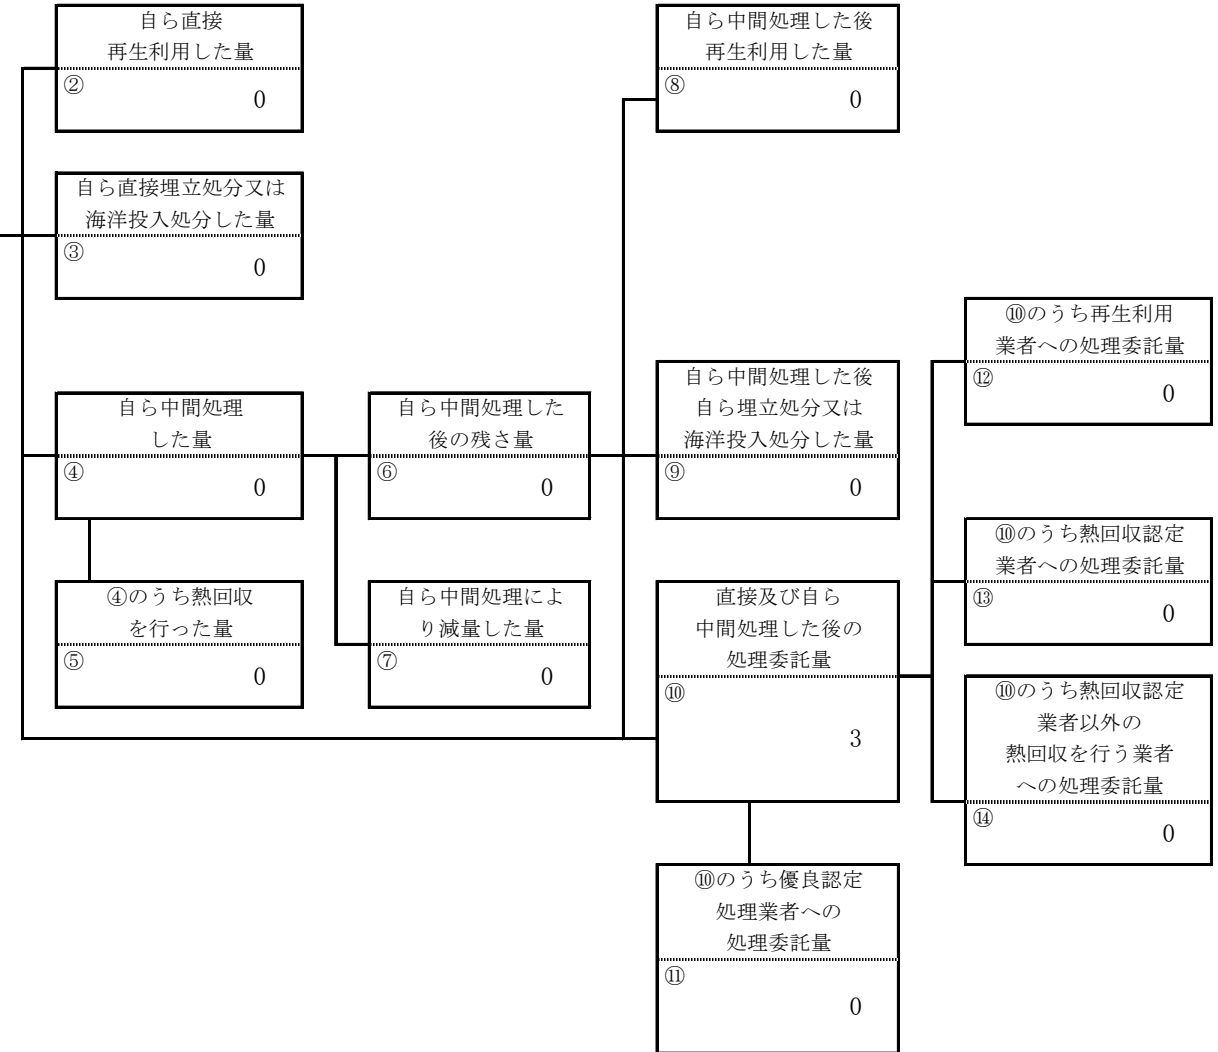 自ら直接
再生利用した量
②
0
自ら中間処理した後
再生利用した量
⑧
0
自ら直接埋立処分又は
海洋投入処分した量
③
0
⑩のうち再生利用
業者への処理委託量
⑫
0
自ら中間処理
した量
④
0
自ら中間処理した
後の残さ量
⑥
0
自ら中間処理した後
自ら埋立処分又は
海洋投入処分した量
⑨
0
⑩のうち熱回収認定
業者への処理委託量
⑬
0
④のうち熱回収
を行った量
⑤
0
自ら中間処理によ
り減量した量
⑦
0
直接及び自ら
中間処理した後の
処理委託量
⑩
3
⑩のうち熱回収認定
業者以外の
熱回収を行う業者
への処理委託量
⑭
0
⑩のうち優良認定
処理業者への
処理委託量
⑪
0